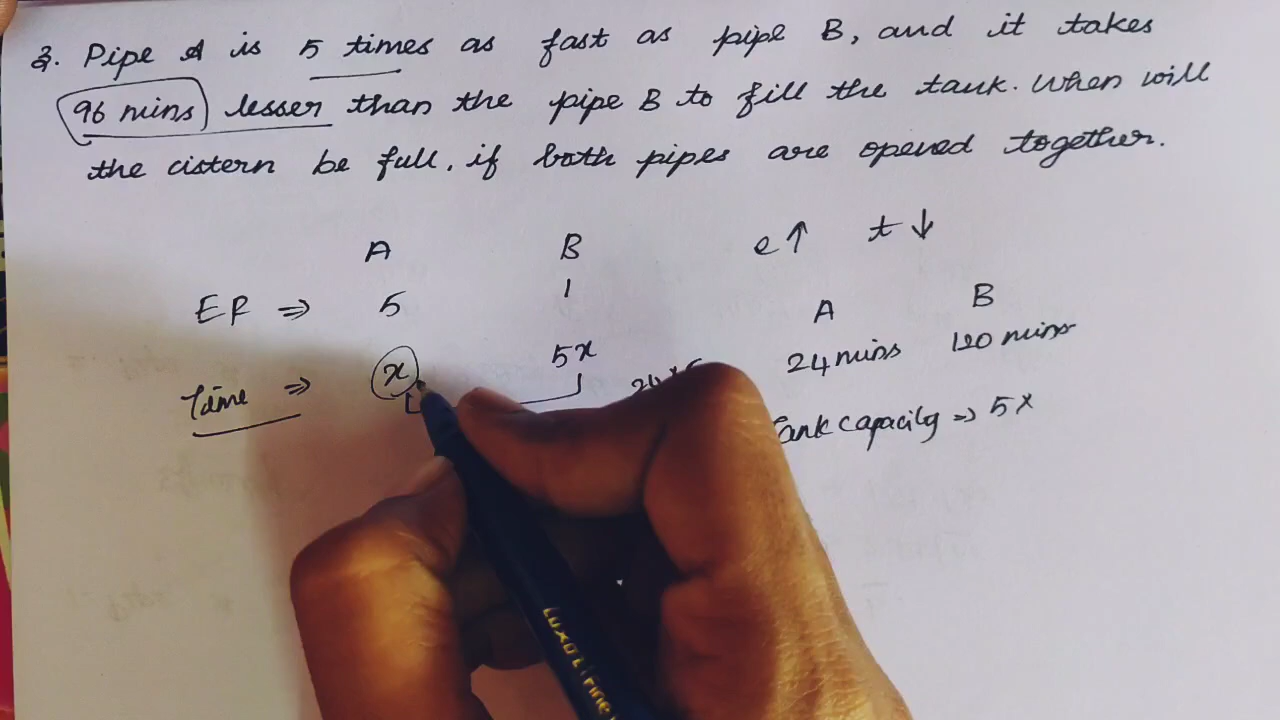 3. Pipe A is 5 times as fast as pipe B, and it takes
96 mins lesser than the pipe B to fill the tank. When will
the cistern be full, if both pipes are opened together.
A B e↑ t↓
EF ⇒ 5 1 A B
Time ⇒ x 5x 24 mins 120 mins
Tank capacity ⇒ 5x
Luxor Fine